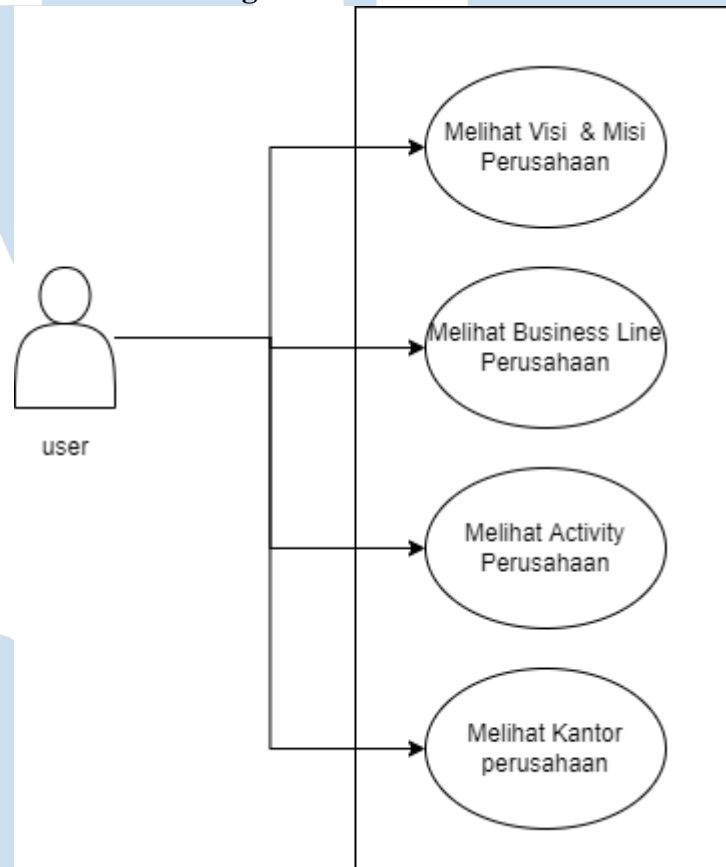 Melihat Visi & Misi
Perusahaan
Melihat Business Line
Perusahaan
user
Melihat Activity
Perusahaan
Melihat Kantor
perusahaan